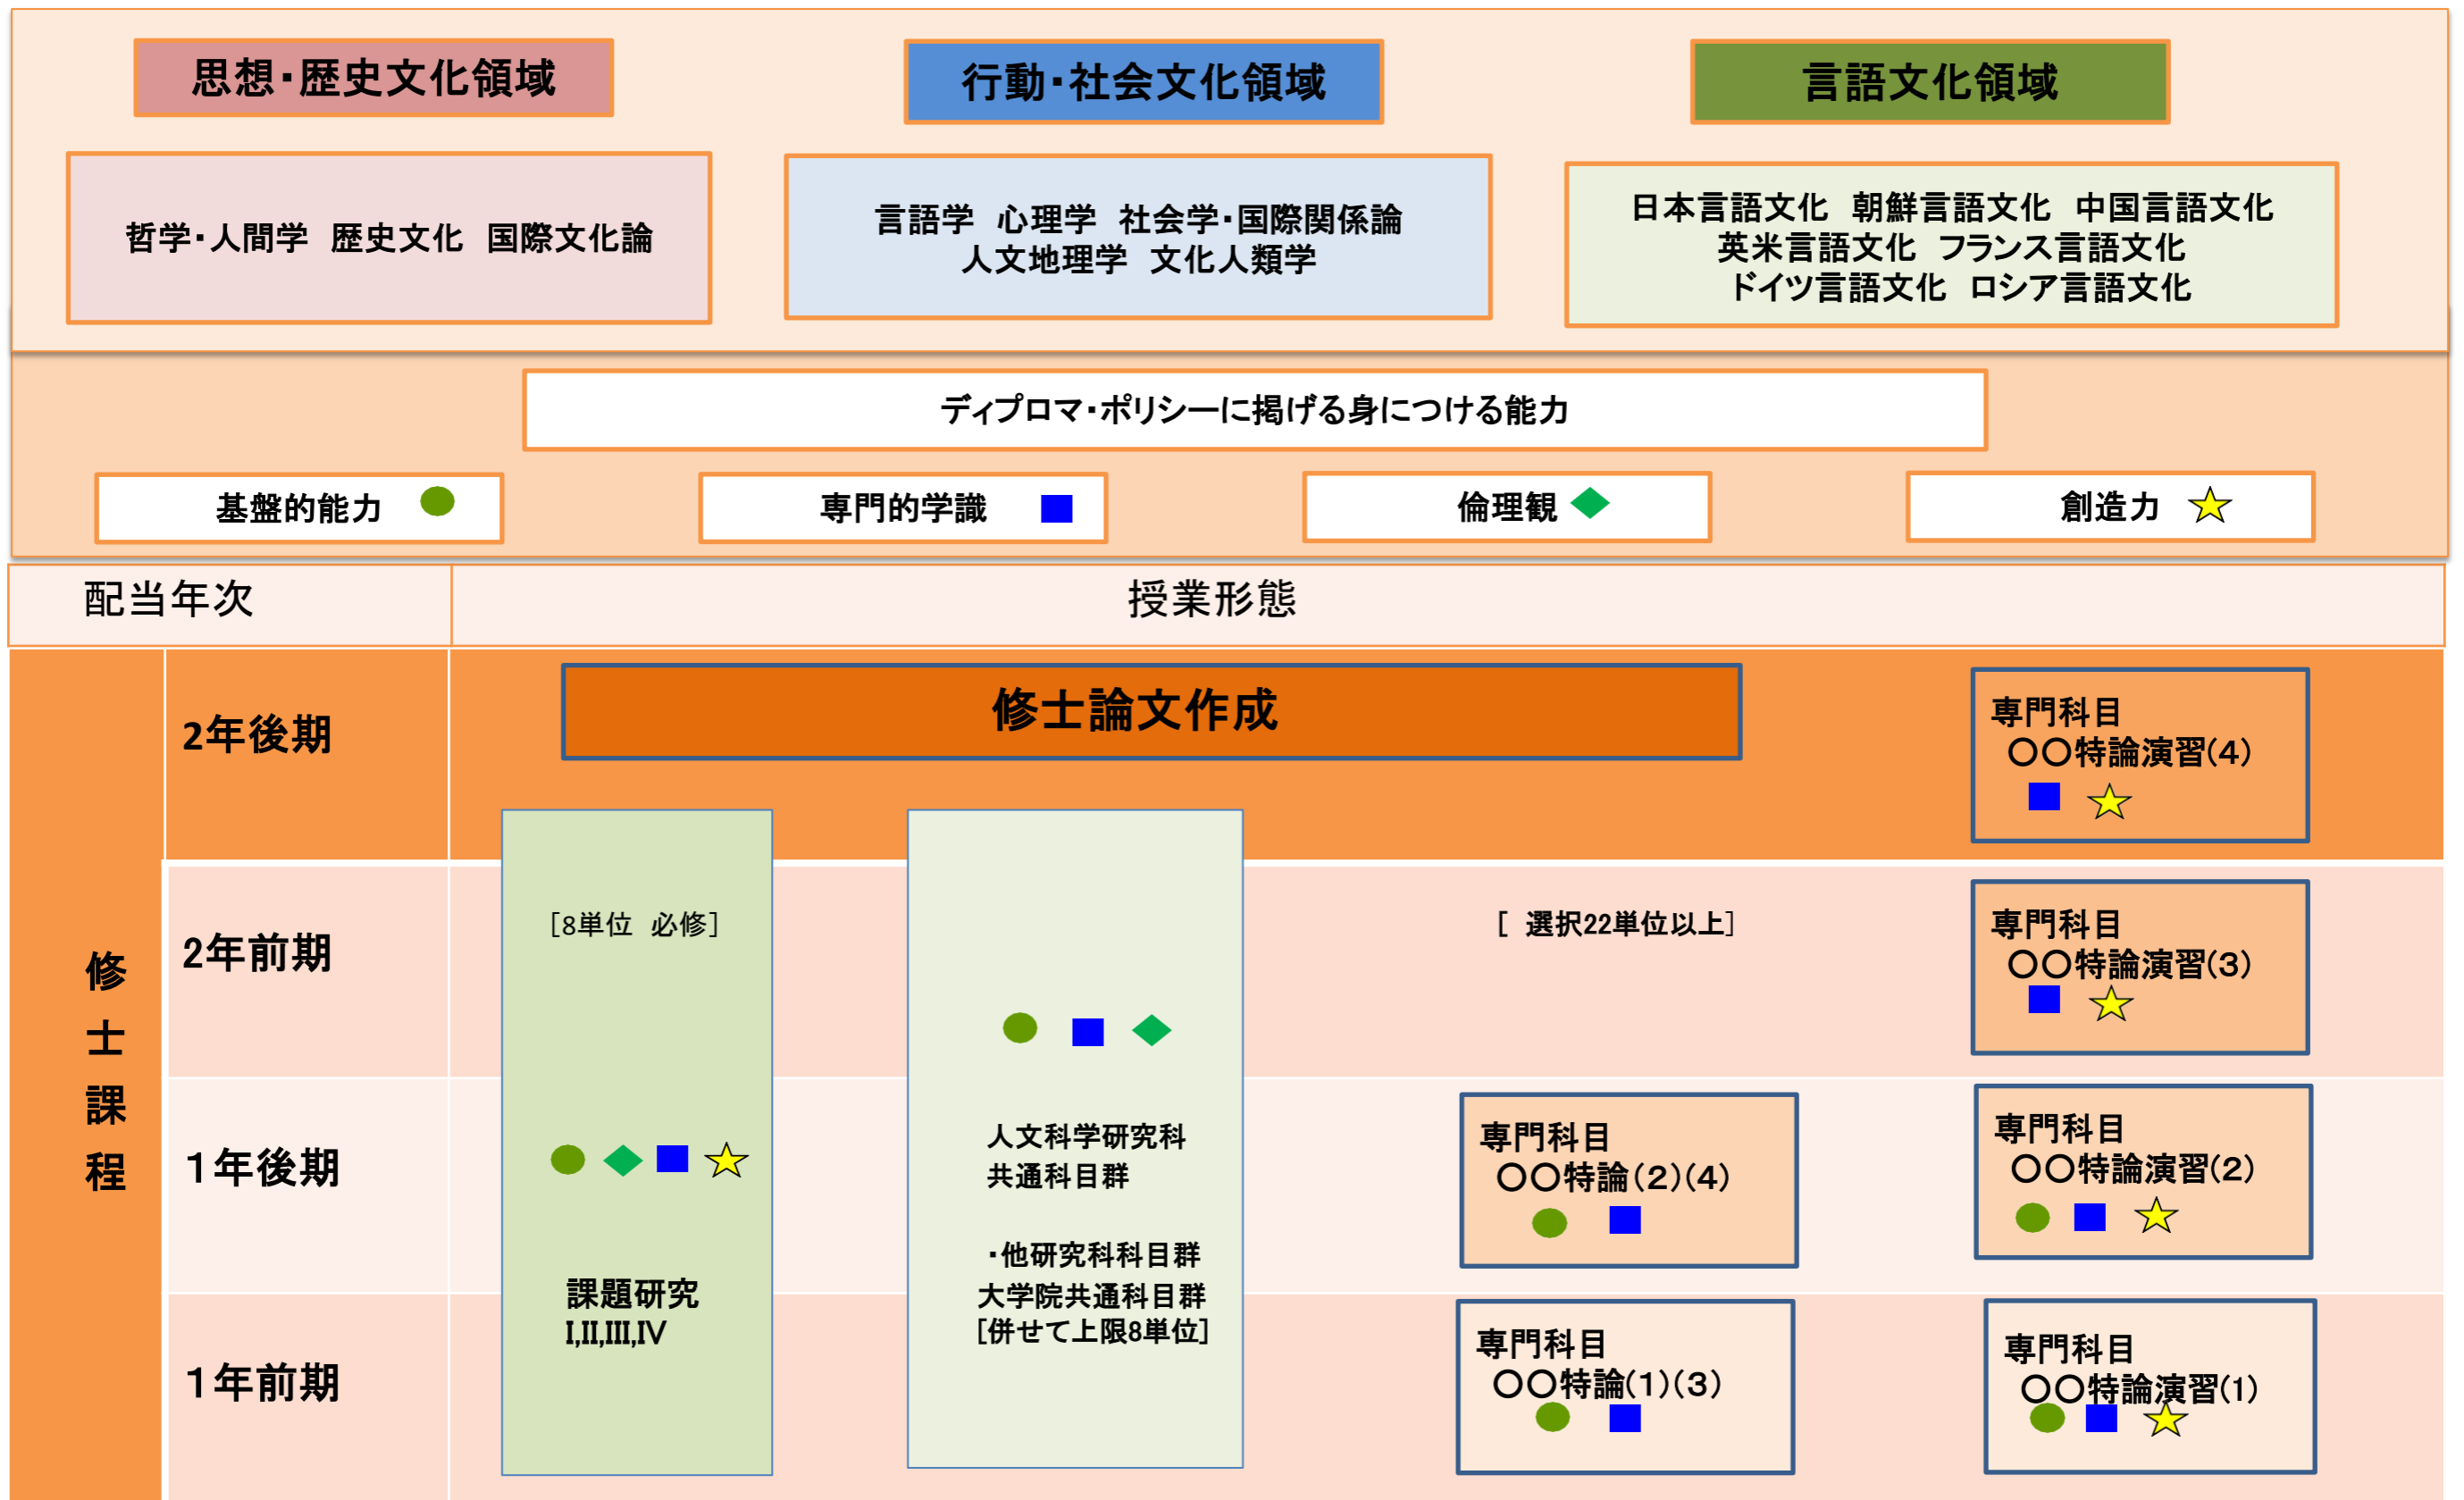 思想・歴史文化領域
行動・社会文化領域
言語文化領域
哲学・人間学　歴史文化　国際文化論
言語学　心理学　社会学・国際関係論
人文地理学　文化人類学
日本言語文化　朝鮮言語文化　中国言語文化
英米言語文化　フランス言語文化
ドイツ言語文化　ロシア言語文化
ディプロマ・ポリシーに掲げる身につける能力
基盤的能力
専門的学識
倫理観
創造力
配当年次
授業形態
修士課程
2年後期
修士論文作成
専門科目
〇〇特論演習(4)
2年前期
[8単位　必修]
[　選択22単位以上]
専門科目
〇〇特論演習(3)
1年後期
人文科学研究科
共通科目群
・他研究科科目群
大学院共通科目群
[併せて上限8単位]
専門科目
〇〇特論(2)(4)
専門科目
〇〇特論演習(2)
課題研究
I,II,III,IV
1年前期
専門科目
〇〇特論(1)(3)
専門科目
〇〇特論演習(1)